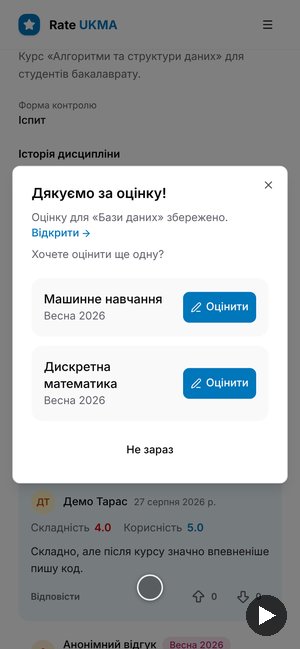 Rate UKMA
Курс «Алгоритми та структури даних» для
студентів бакалаврату.
Форма контролю
Іспит
Історія дисципліни
Дякуємо за оцінку!
Оцінку для «Бази даних» збережено.
Відкрити →
Хочете оцінити ще одну?
Машинне навчання
Весна 2026
Оцінити
Дискретна
математика
Весна 2026
Оцінити
Не зараз
ДТ Демо Тарас 27 серпня 2026 р.
Складність 4.0 Корисність 5.0
Складно, але після курсу значно впевненіше
пишу код.
Відповісти 0 0
Анонімний відгук Весна 2026